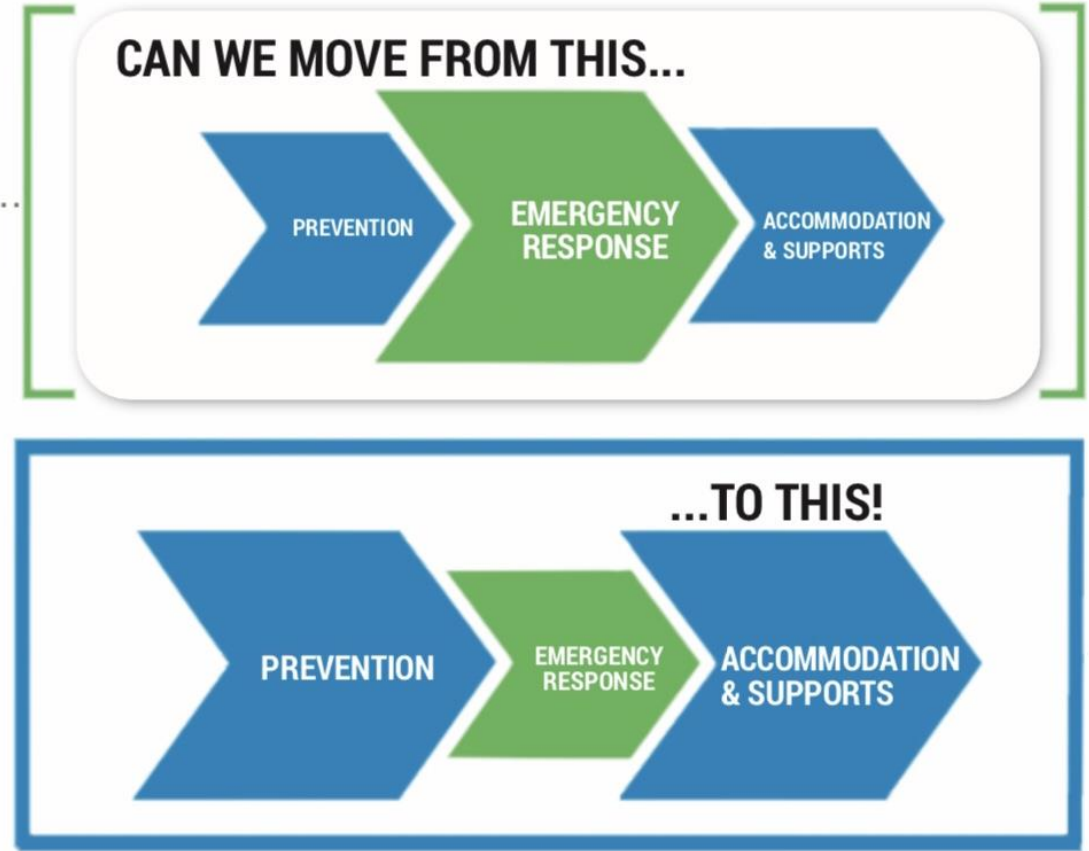 CAN WE MOVE FROM THIS...
PREVENTION
EMERGENCY
RESPONSE
ACCOMMODATION
& SUPPORTS
..
...TO THIS!
PREVENTION
EMERGENCY
RESPONSE
ACCOMMODATION
& SUPPORTS